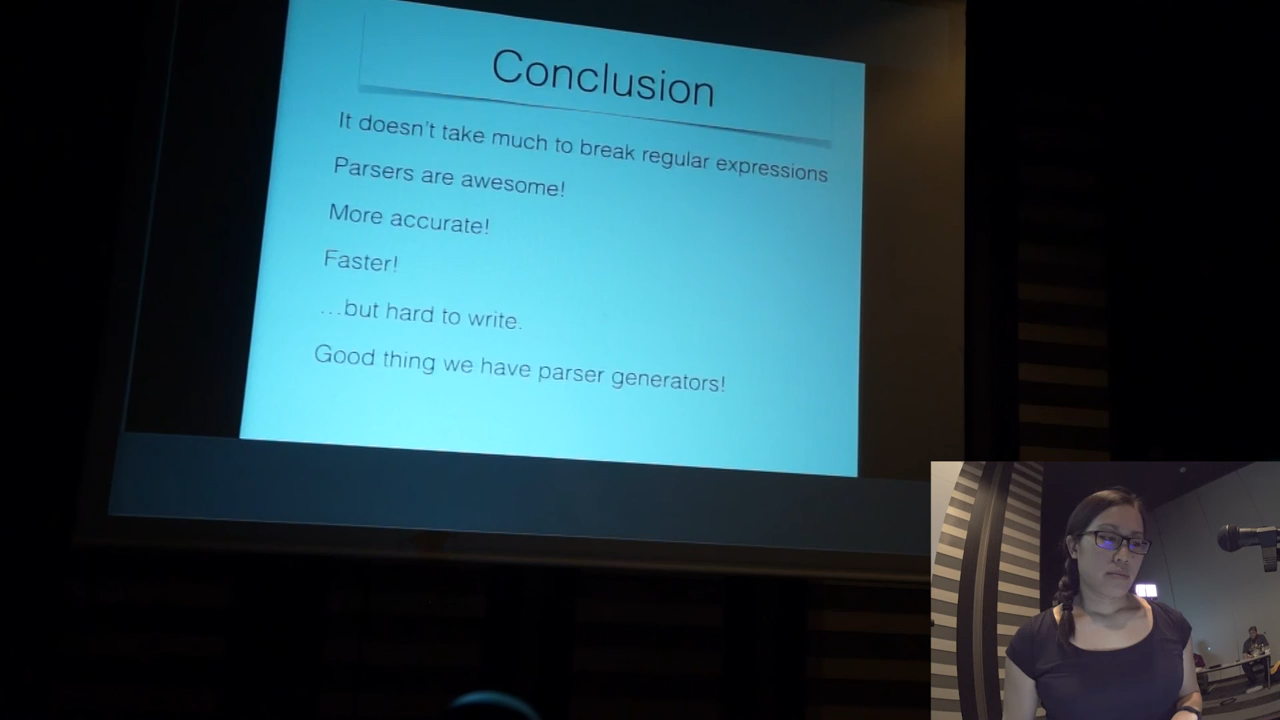 Conclusion
It doesn't take much to break regular expressions
Parsers are awesome!
More accurate!
Faster!
...but hard to write.
Good thing we have parser generators!